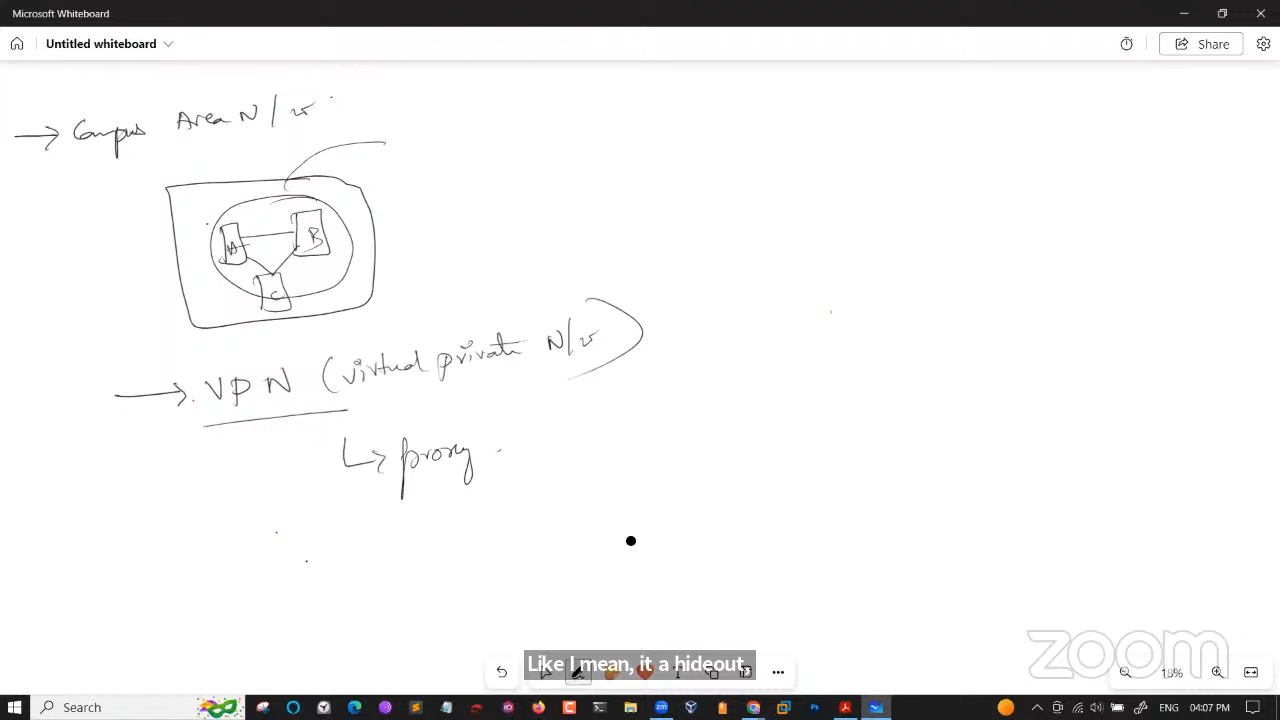 Microsoft Whiteboard
Untitled whiteboard
Share
→ Campus Area N/w
A
B
C
→ VPN (virtual private N/w)
↳ proxy
Like I mean, it a hideout.
zoom
Search
ENG 04:07 PM